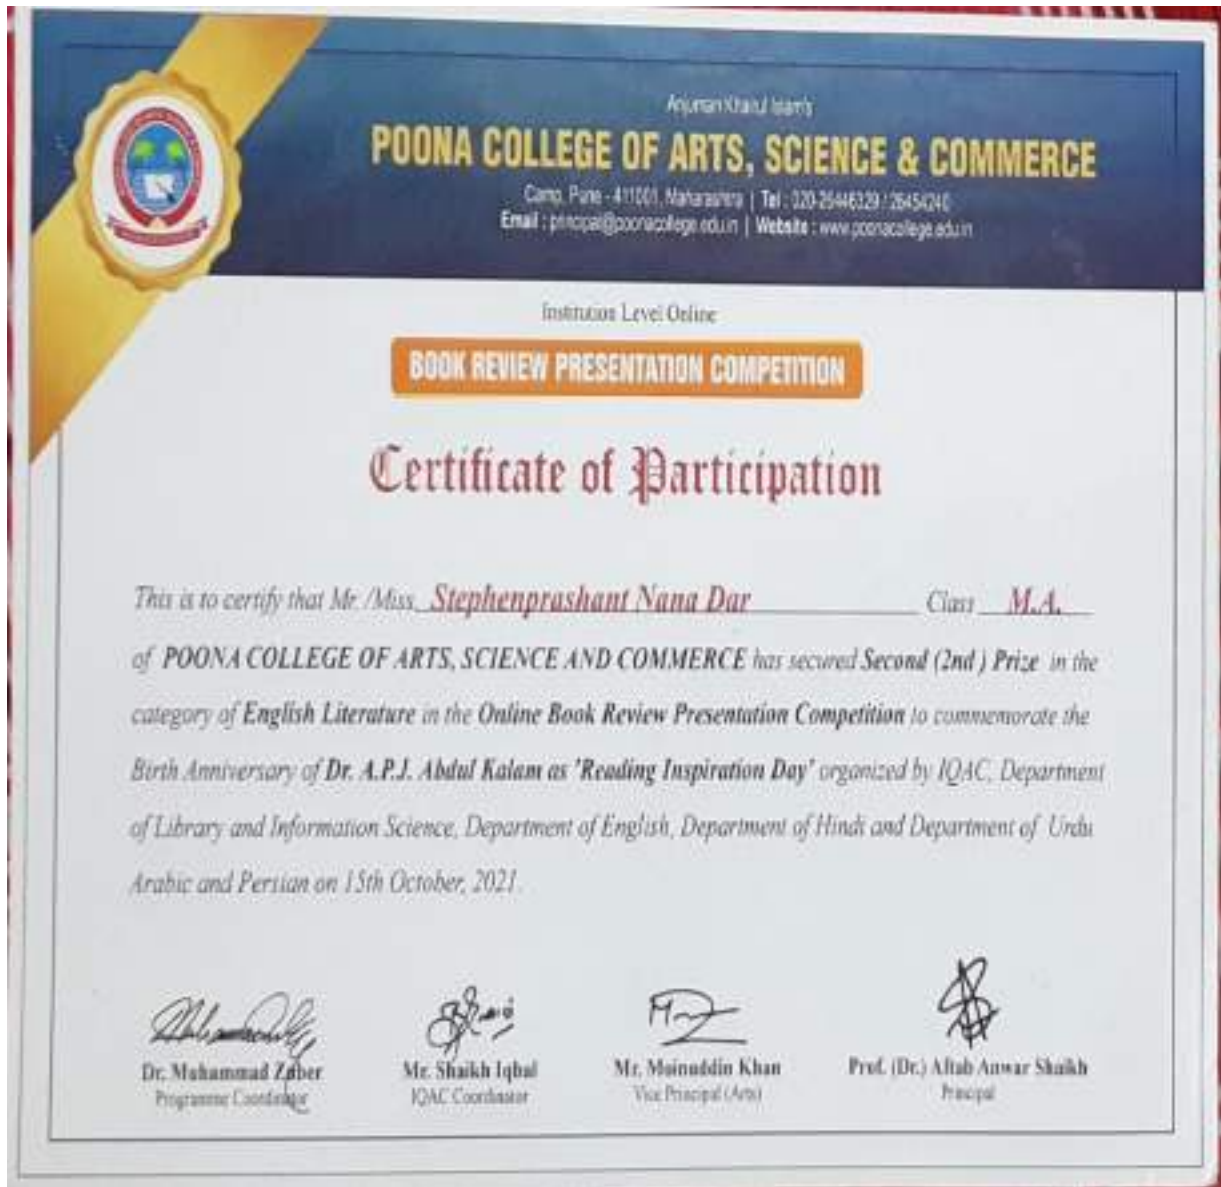 Anjuman Khairul Islam's
POONA COLLEGE OF ARTS, SCIENCE & COMMERCE
Camp, Pune - 411001, Maharashtra | Tel : 020-26446329 / 26454240
Email : principal@poonacollege.edu.in | Website : www.poonacollege.edu.in
Institution Level Online
BOOK REVIEW PRESENTATION COMPETITION
Certificate of Participation
This is to certify that Mr./Miss. Stephenprashant Nana Dar Class M.A.
of POONA COLLEGE OF ARTS, SCIENCE AND COMMERCE has secured Second (2nd ) Prize in the
category of English Literature in the Online Book Review Presentation Competition to commemorate the
Birth Anniversary of Dr. A.P.J. Abdul Kalam as 'Reading Inspiration Day' organized by IQAC, Department
of Library and Information Science, Department of English, Department of Hindi and Department of Urdu
Arabic and Persian on 15th October, 2021.
Dr. Muhammad Zuber Mr. Shaikh Iqbal Mr. Moinuddin Khan Prof. (Dr.) Aftab Anwar Shaikh
Programme Coordinator IQAC Coordinator Vice Principal (Arts) Principal